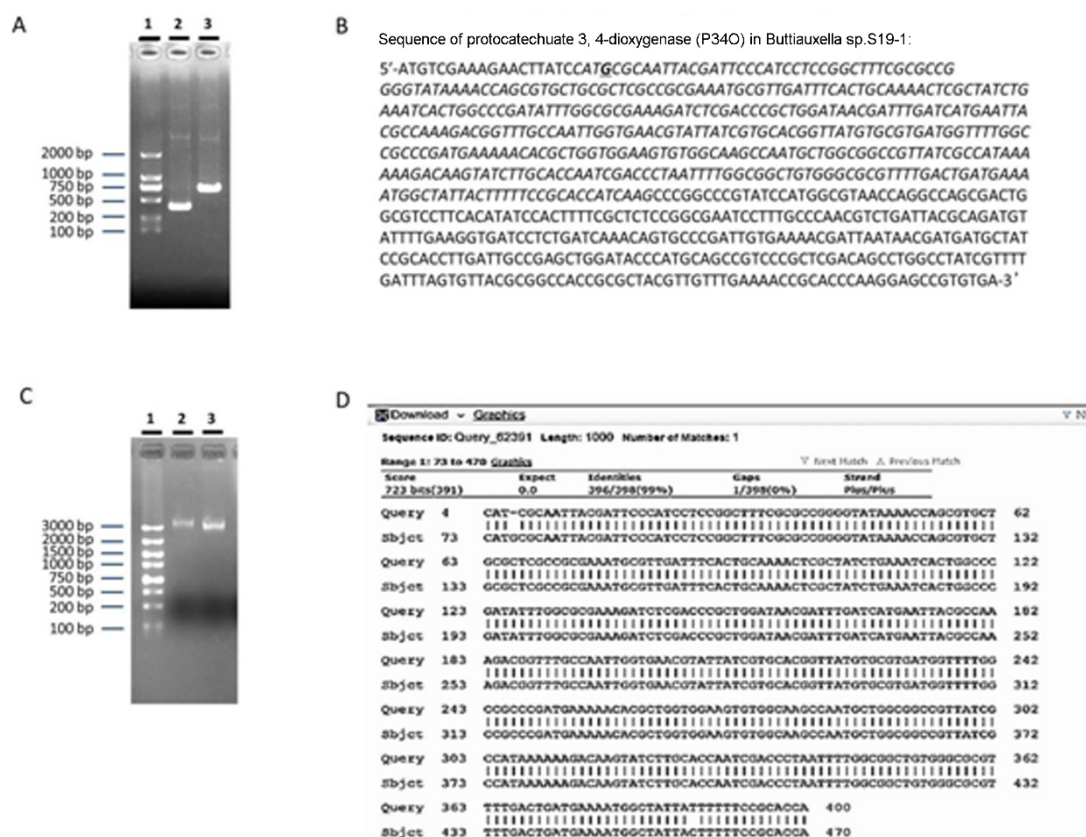 A
1 2 3
2000 bp
1000 bp
750 bp
500 bp
200 bp
100 bp
B
Sequence of protocatechuate 3, 4-dioxygenase (P34O) in Buttiauxella sp.S19-1:
5'-ATGTCGAAAGAACTTATCCATGCGCAATTACGATTCCCATCCTCCGGCTTTCGCGCCG
GGGTATAAAACCAGCGTGCTGCGCTCGCCGCGAAATGCGTTGATTTCACTGCAAAACTCGCTATCTG
AAATCACTGGCCCGATATTTGGCGCGAAAGATCTCGACCCGCTGGATAACGATTTGATCATGAATTA
CGCCAAAGACGGTTTGCCAATTGGTGAACGTATTATCGTGCACGGTTATGTGCGTGATGGTTTTGGC
CGCCCGATGAAAAACACGCTGGTGGAAGTGTGGCAAGCCAATGCTGGCGGCCGTTATCGCCATAAA
AAAGACAAGTATCTTGCACCAATCGACCCTAATTTTGGCGGCTGTGGGCGCGTTTTGACTGATGAAA
ATGGCTATTACTTTTTCCGCACCATCAAGCCCGGCCCGTATCCATGGCGTAACCAGGCCAGCGACTG
GCGTCCTTCACATATCCACTTTTCGCTCTCCGGCGAATCCTTTGCCCAACGTCTGATTACGCAGATGT
ATTTTGAAGGTGATCCTCTGATCAAACAGTGCCCGATTGTGAAAACGATTAATAACGATGATGCTAT
CCGCACCTTGATTGCCGAGCTGGATACCCATGCAGCCGTCCCGCTCGACAGCCTGGCCTATCGTTTT
GATTTAGTGTTACGCGGCCACCGCGCTACGTTGTTTGAAAACCGCACCCAAGGAGCCGTGTGA-3'
C
1 2 3
3000 bp
2000 bp
1500 bp
1000 bp
750 bp
500 bp
200 bp
100 bp
D
Download Graphics
Sequence ID: Query_62391 Length: 1000 Number of Matches: 1
Range 1: 73 to 470 Graphics Next Match Previous Match
Score Expect Identities Gaps Strand
723 bits(391) 0.0 396/398(99%) 1/398(0%) Plus/Plus
Query 4 CAT-CGCAATTACGATTCCCATCCTCCGGCTTTCGCGCCGGGGTATAAAACCAGCGTGCT 62
Sbjct 73 CATGCGCAATTACGATTCCCATCCTCCGGCTTTCGCGCCGGGGTATAAAACCAGCGTGCT 132
Query 63 GCGCTCGCCGCGAAATGCGTTGATTTCACTGCAAAACTCGCTATCTGAAATCACTGGCCC 122
Sbjct 133 GCGCTCGCCGCGAAATGCGTTGATTTCACTGCAAAACTCGCTATCTGAAATCACTGGCCC 192
Query 123 GATATTTGGCGCGAAAGATCTCGACCCGCTGGATAACGATTTGATCATGAATTACGCCAA 182
Sbjct 193 GATATTTGGCGCGAAAGATCTCGACCCGCTGGATAACGATTTGATCATGAATTACGCCAA 252
Query 183 AGACGGTTTGCCAATTGGTGAACGTATTATCGTGCACGGTTATGTGCGTGATGGTTTTGG 242
Sbjct 253 AGACGGTTTGCCAATTGGTGAACGTATTATCGTGCACGGTTATGTGCGTGATGGTTTTGG 312
Query 243 CCGCCCGATGAAAAACACGCTGGTGGAAGTGTGGCAAGCCAATGCTGGCGGCCGTTATCG 302
Sbjct 313 CCGCCCGATGAAAAACACGCTGGTGGAAGTGTGGCAAGCCAATGCTGGCGGCCGTTATCG 372
Query 303 CCATAAAAAAGACAAGTATCTTGCACCAATCGACCCTAATTTTGGCGGCTGTGGGCGCGT 362
Sbjct 373 CCATAAAAAAGACAAGTATCTTGCACCAATCGACCCTAATTTTGGCGGCTGTGGGCGCGT 432
Query 363 TTTGACTGATGAAAATGGCTATTATTTTTTCCGCACCA 400
Sbjct 433 TTTGACTGATGAAAATGGCTATTACTTTTTCCGCACCA 470